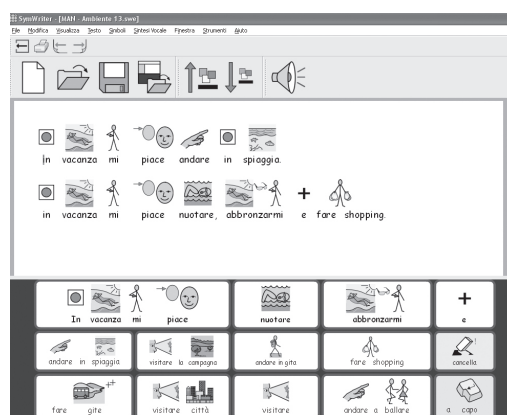 SymWriter - [MAH - Ambiente 13.swe]
File Modifica Visualizza Testo Simboli Sintesi Vocale Finestra Strumenti Aiuto
In vacanza mi piace andare in spiaggia.
in vacanza mi piace nuotare, abbronzarmi e fare shopping.
In vacanza mi piace nuotare abbronzarmi e
andare in spiaggia visitare la campagna andare in gita fare shopping cancella
fare gite visitare città visitare andare a ballare a capo